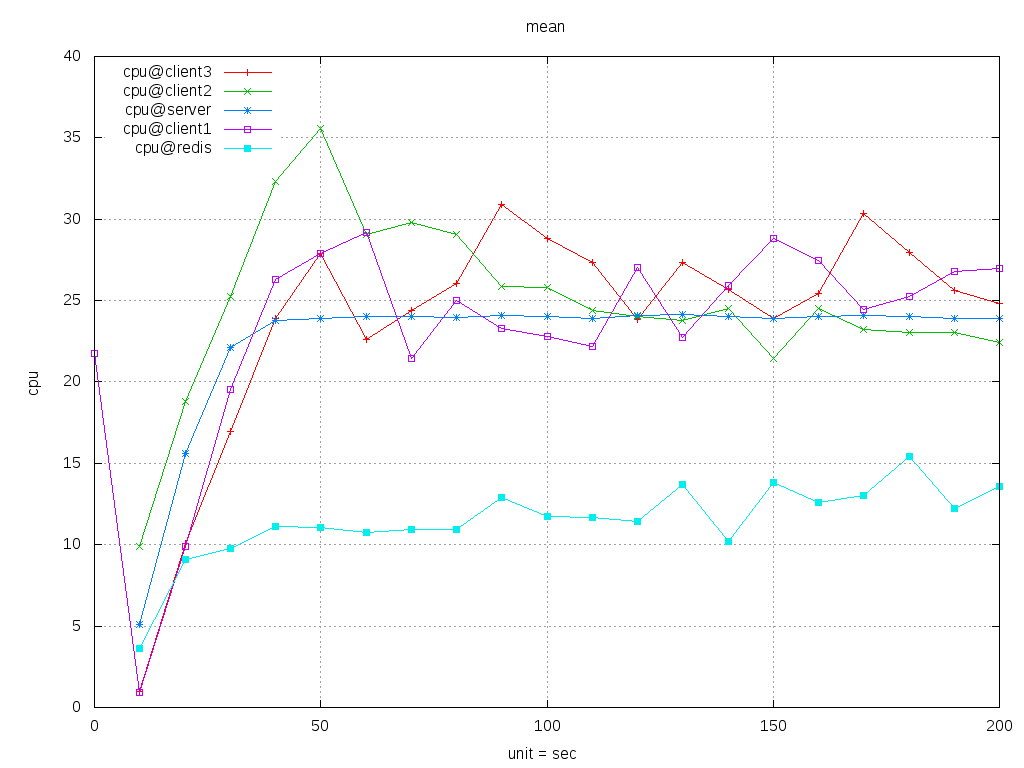 mean
40
cpu@client3
cpu@client2
cpu@server
cpu@client1
cpu@redis
35
30
25
20
cpu
15
10
5
0
0 50 100 150 200
unit = sec